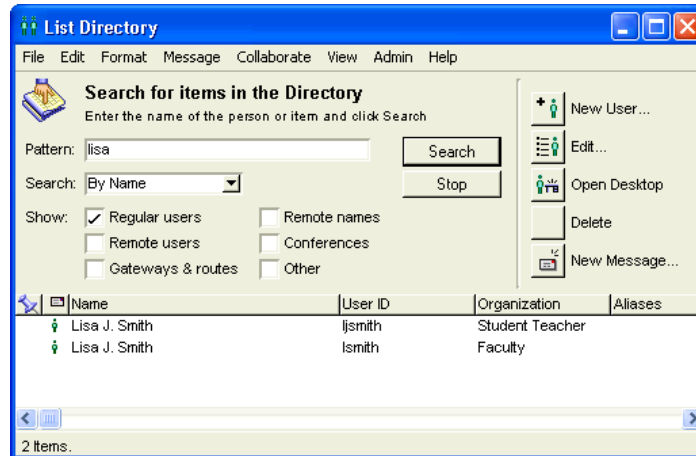 List Directory
File Edit Format Message Collaborate View Admin Help
Search for items in the Directory
Enter the name of the person or item and click Search
Pattern: lisa Search
Search: By Name Stop
Show: Regular users Remote names
Remote users Conferences
Gateways & routes Other
New User...
Edit...
Open Desktop
Delete
New Message...
Name User ID Organization Aliases
Lisa J. Smith ljsmith Student Teacher
Lisa J. Smith lsmith Faculty
2 Items.